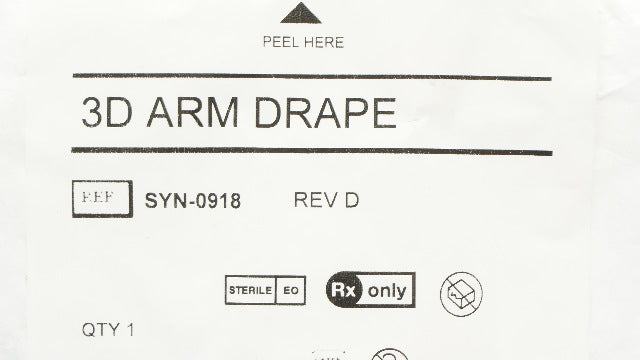 PEEL HERE
3D ARM DRAPE
REF SYN-0918 REV D
STERILE EO Rx only
QTY 1